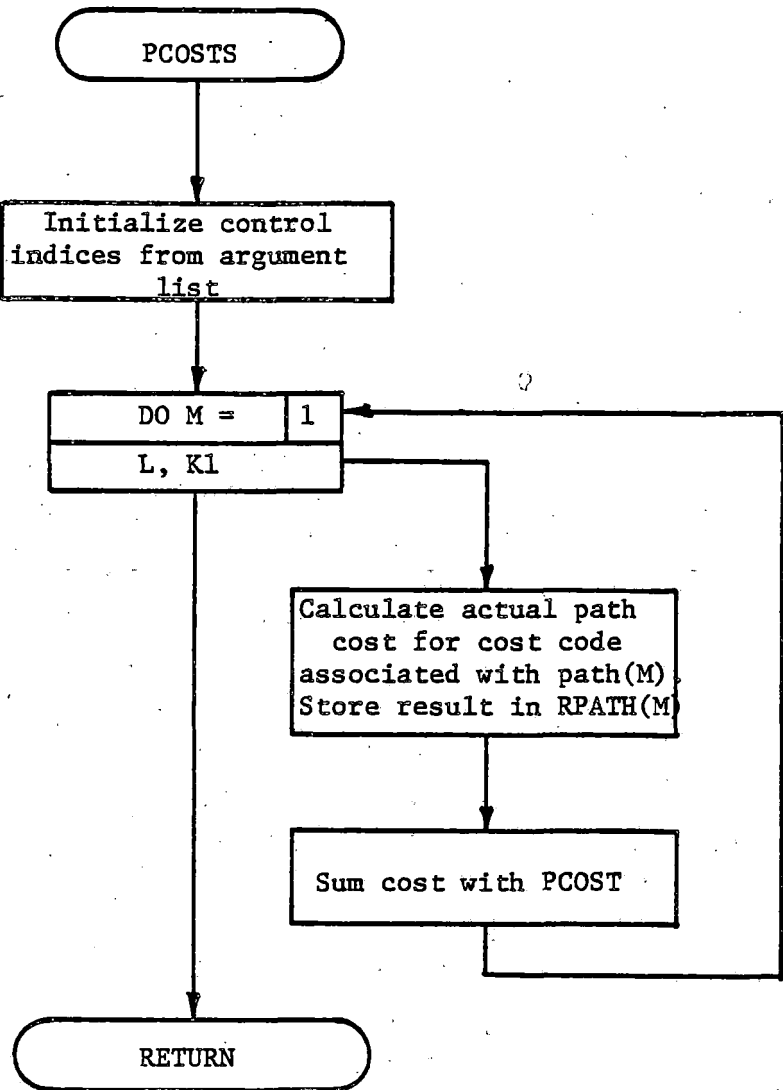 PCOSTS
Initialize control
indices from argument
list
DO M = 1
L, K1
Calculate actual path
cost for cost code
associated with path(M)
Store result in RPATH(M)
Sum cost with PCOST
RETURN